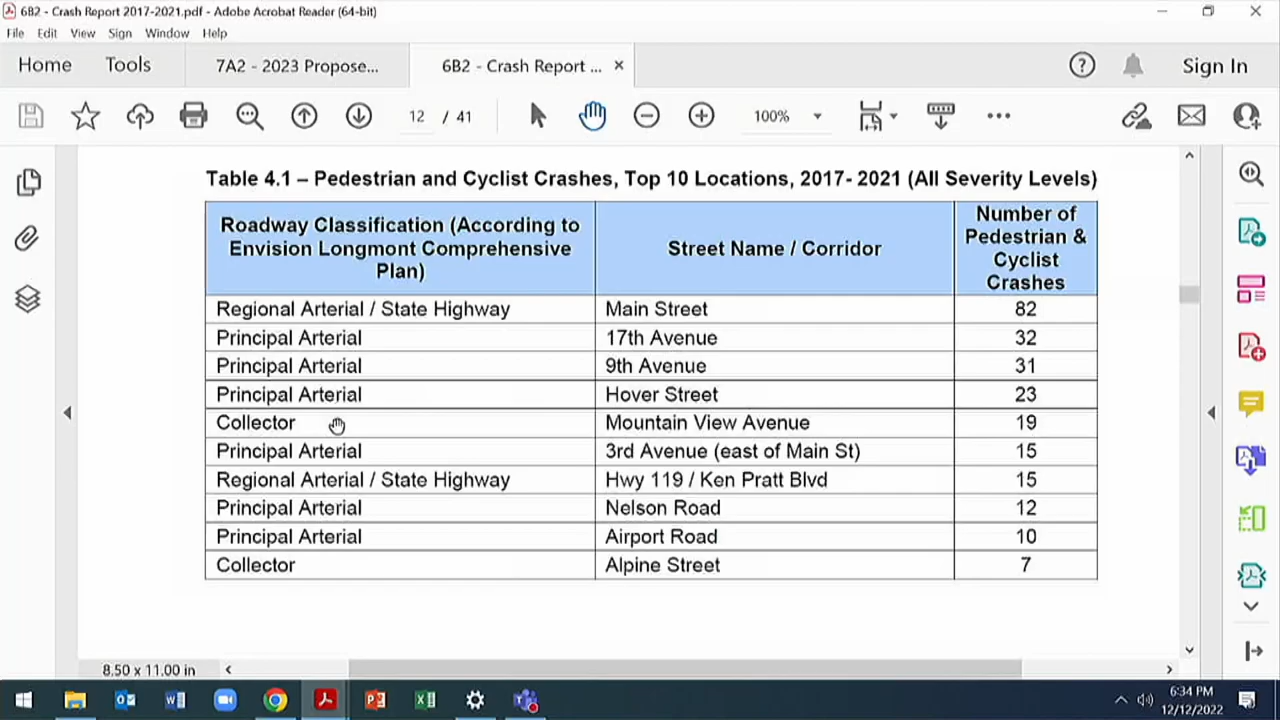 6B2 - Crash Report 2017-2021.pdf - Adobe Acrobat Reader (64-bit)
File Edit View Sign Window Help
Home Tools 7A2 - 2023 Propose... 6B2 - Crash Report ... × Sign In
12 / 41 100%
Table 4.1 – Pedestrian and Cyclist Crashes, Top 10 Locations, 2017- 2021 (All Severity Levels)
Roadway Classification (According to
Envision Longmont Comprehensive
Plan)
Street Name / Corridor
Number of
Pedestrian &
Cyclist
Crashes
Regional Arterial / State Highway Main Street 82
Principal Arterial 17th Avenue 32
Principal Arterial 9th Avenue 31
Principal Arterial Hover Street 23
Collector Mountain View Avenue 19
Principal Arterial 3rd Avenue (east of Main St) 15
Regional Arterial / State Highway Hwy 119 / Ken Pratt Blvd 15
Principal Arterial Nelson Road 12
Principal Arterial Airport Road 10
Collector Alpine Street 7
8.50 x 11.00 in
6:34 PM
12/12/2022